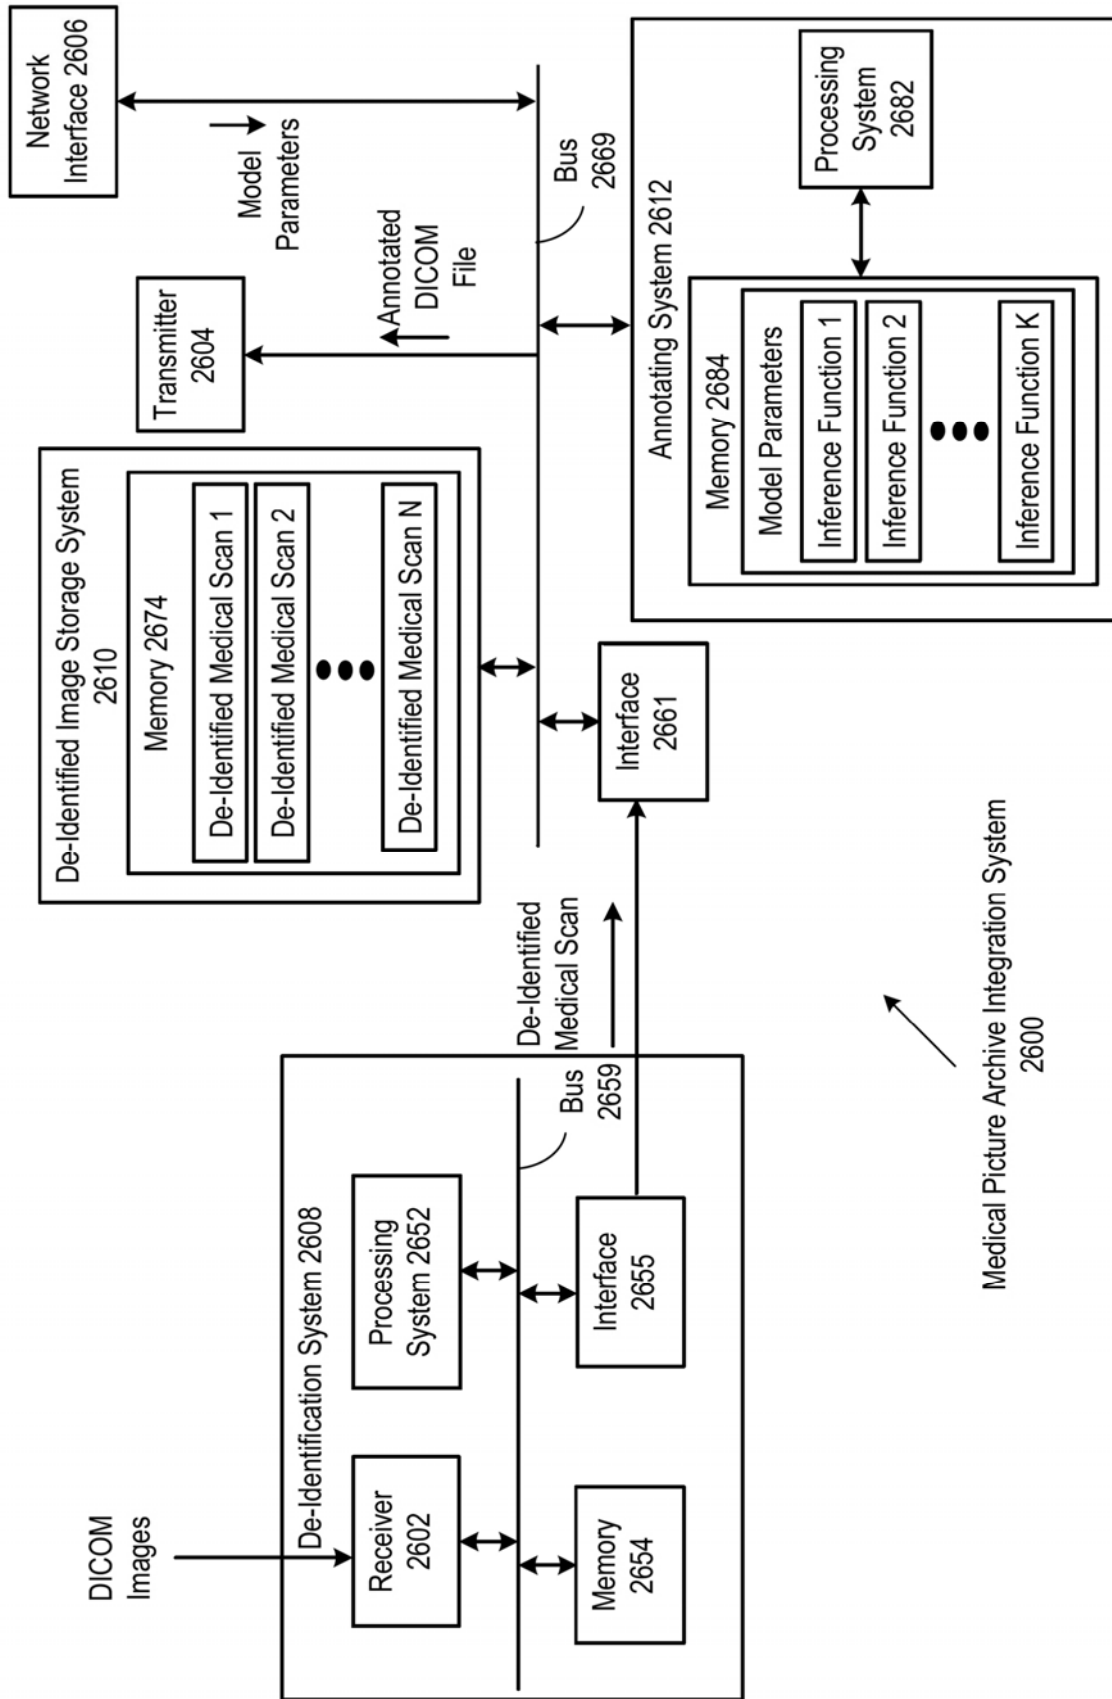 DICOM
Images
De-Identification System 2608
Receiver
2602
Processing
System 2652
Memory
2654
Interface
2655
Bus
2659
De-Identified
Medical Scan
De-Identified Image Storage System
2610
Memory 2674
De-Identified Medical Scan 1
De-Identified Medical Scan 2
De-Identified Medical Scan N
Interface
2661
Transmitter
2604
Annotated
DICOM
File
Network
Interface 2606
Model
Parameters
Bus
2669
Annotating System 2612
Memory 2684
Model Parameters
Inference Function 1
Inference Function 2
Inference Function K
Processing
System
2682
Medical Picture Archive Integration System
2600